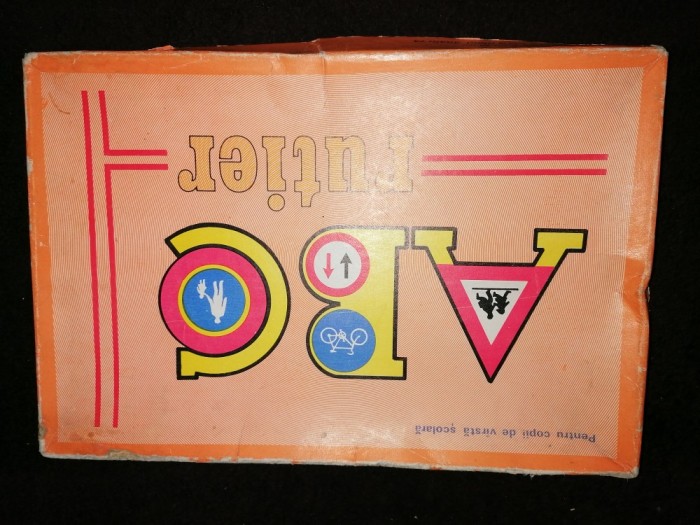 Pentru copii de vîrstă școlară
ABC
rutier